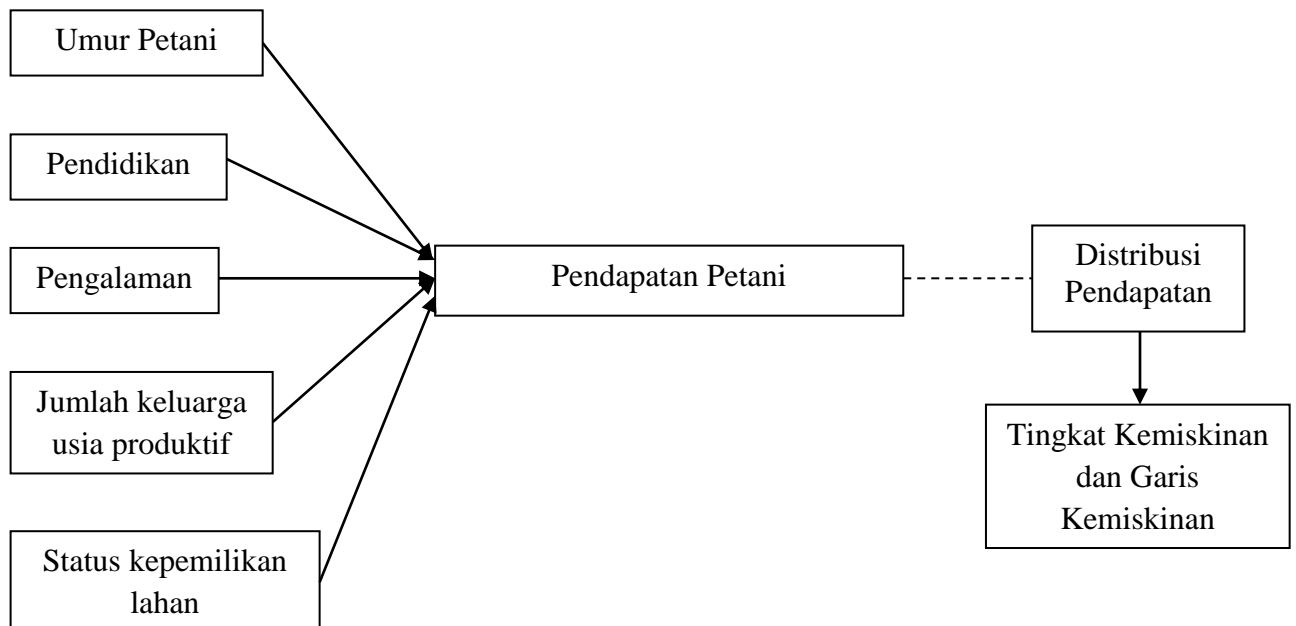 Umur Petani
Pendidikan
Pengalaman
Jumlah keluarga
usia produktif
Status kepemilikan
lahan
Pendapatan Petani
Distribusi
Pendapatan
Tingkat Kemiskinan
dan Garis
Kemiskinan